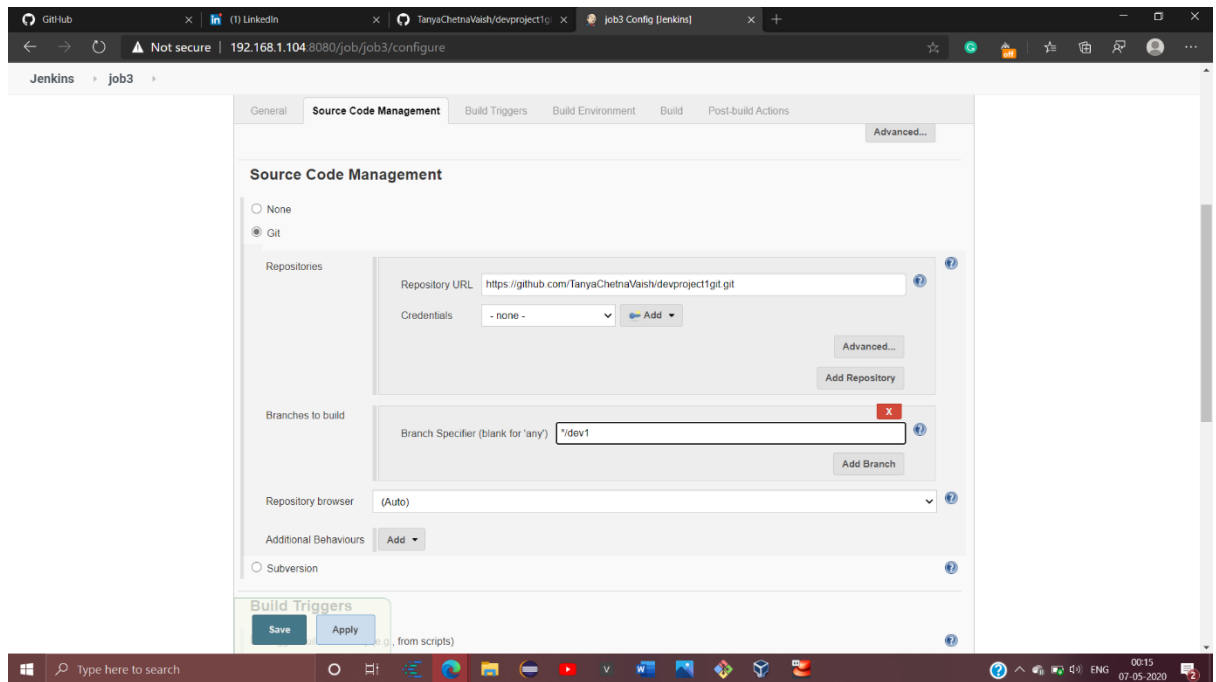 GitHub
(1) LinkedIn
TanyaChetnaVaish/devproject1gi
job3 Config [Jenkins]
Not secure | 192.168.1.104:8080/job/job3/configure
off
Jenkins job3
General Source Code Management Build Triggers Build Environment Build Post-build Actions
Advanced...
Source Code Management
None
Git
Repositories
Repository URL https://github.com/TanyaChetnaVaish/devproject1git.git
Credentials - none - Add
Advanced...
Add Repository
Branches to build
X
Branch Specifier (blank for 'any') */dev1
Add Branch
Repository browser (Auto)
Additional Behaviours Add
Subversion
Build Triggers
Save Apply
from scripts)
Type here to search
ENG
00:15
07-05-2020
2